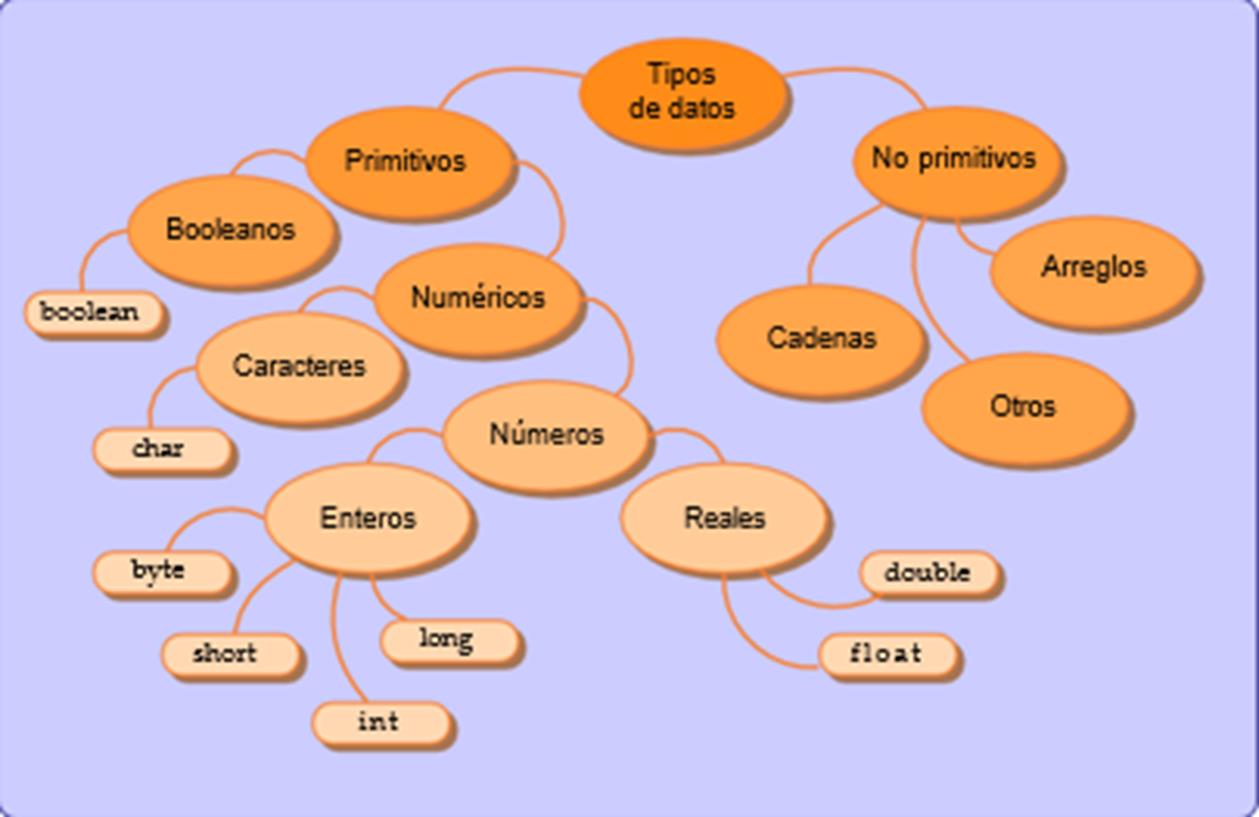 Tipos
de datos
Primitivos
No primitivos
Booleanos
Arreglos
boolean
Numéricos
Cadenas
Caracteres
Otros
char
Números
Enteros
Reales
byte
double
short
long
float
int